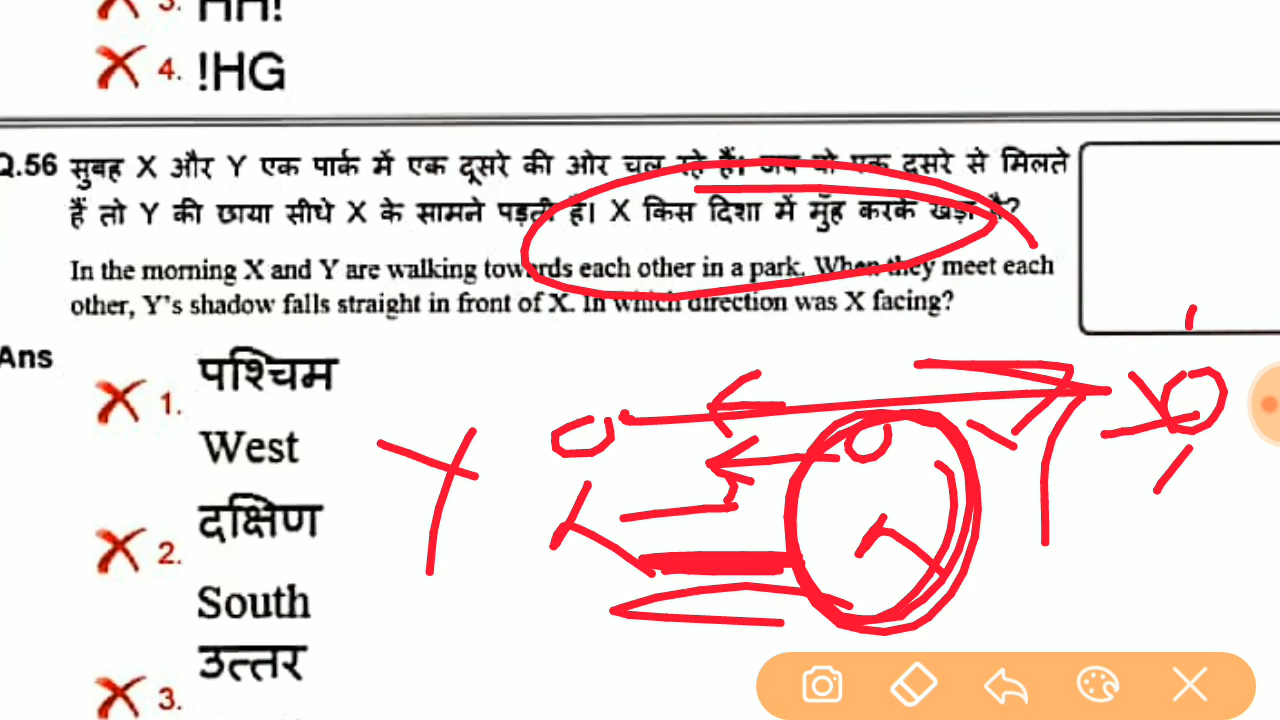 3. HH!
4. !HG
Q.56 सुबह X और Y एक पार्क में एक दूसरे की ओर चल रहे हैं। जब वो एक दूसरे से मिलते
हैं तो Y की छाया सीधे X के सामने पड़ती है। X किस दिशा में मुँह करके खड़ा है?
In the morning X and Y are walking towards each other in a park. When they meet each
other, Y's shadow falls straight in front of X. In which direction was X facing?
Ans
1. पश्चिम
West
2. दक्षिण
South
3. उत्तर
Y